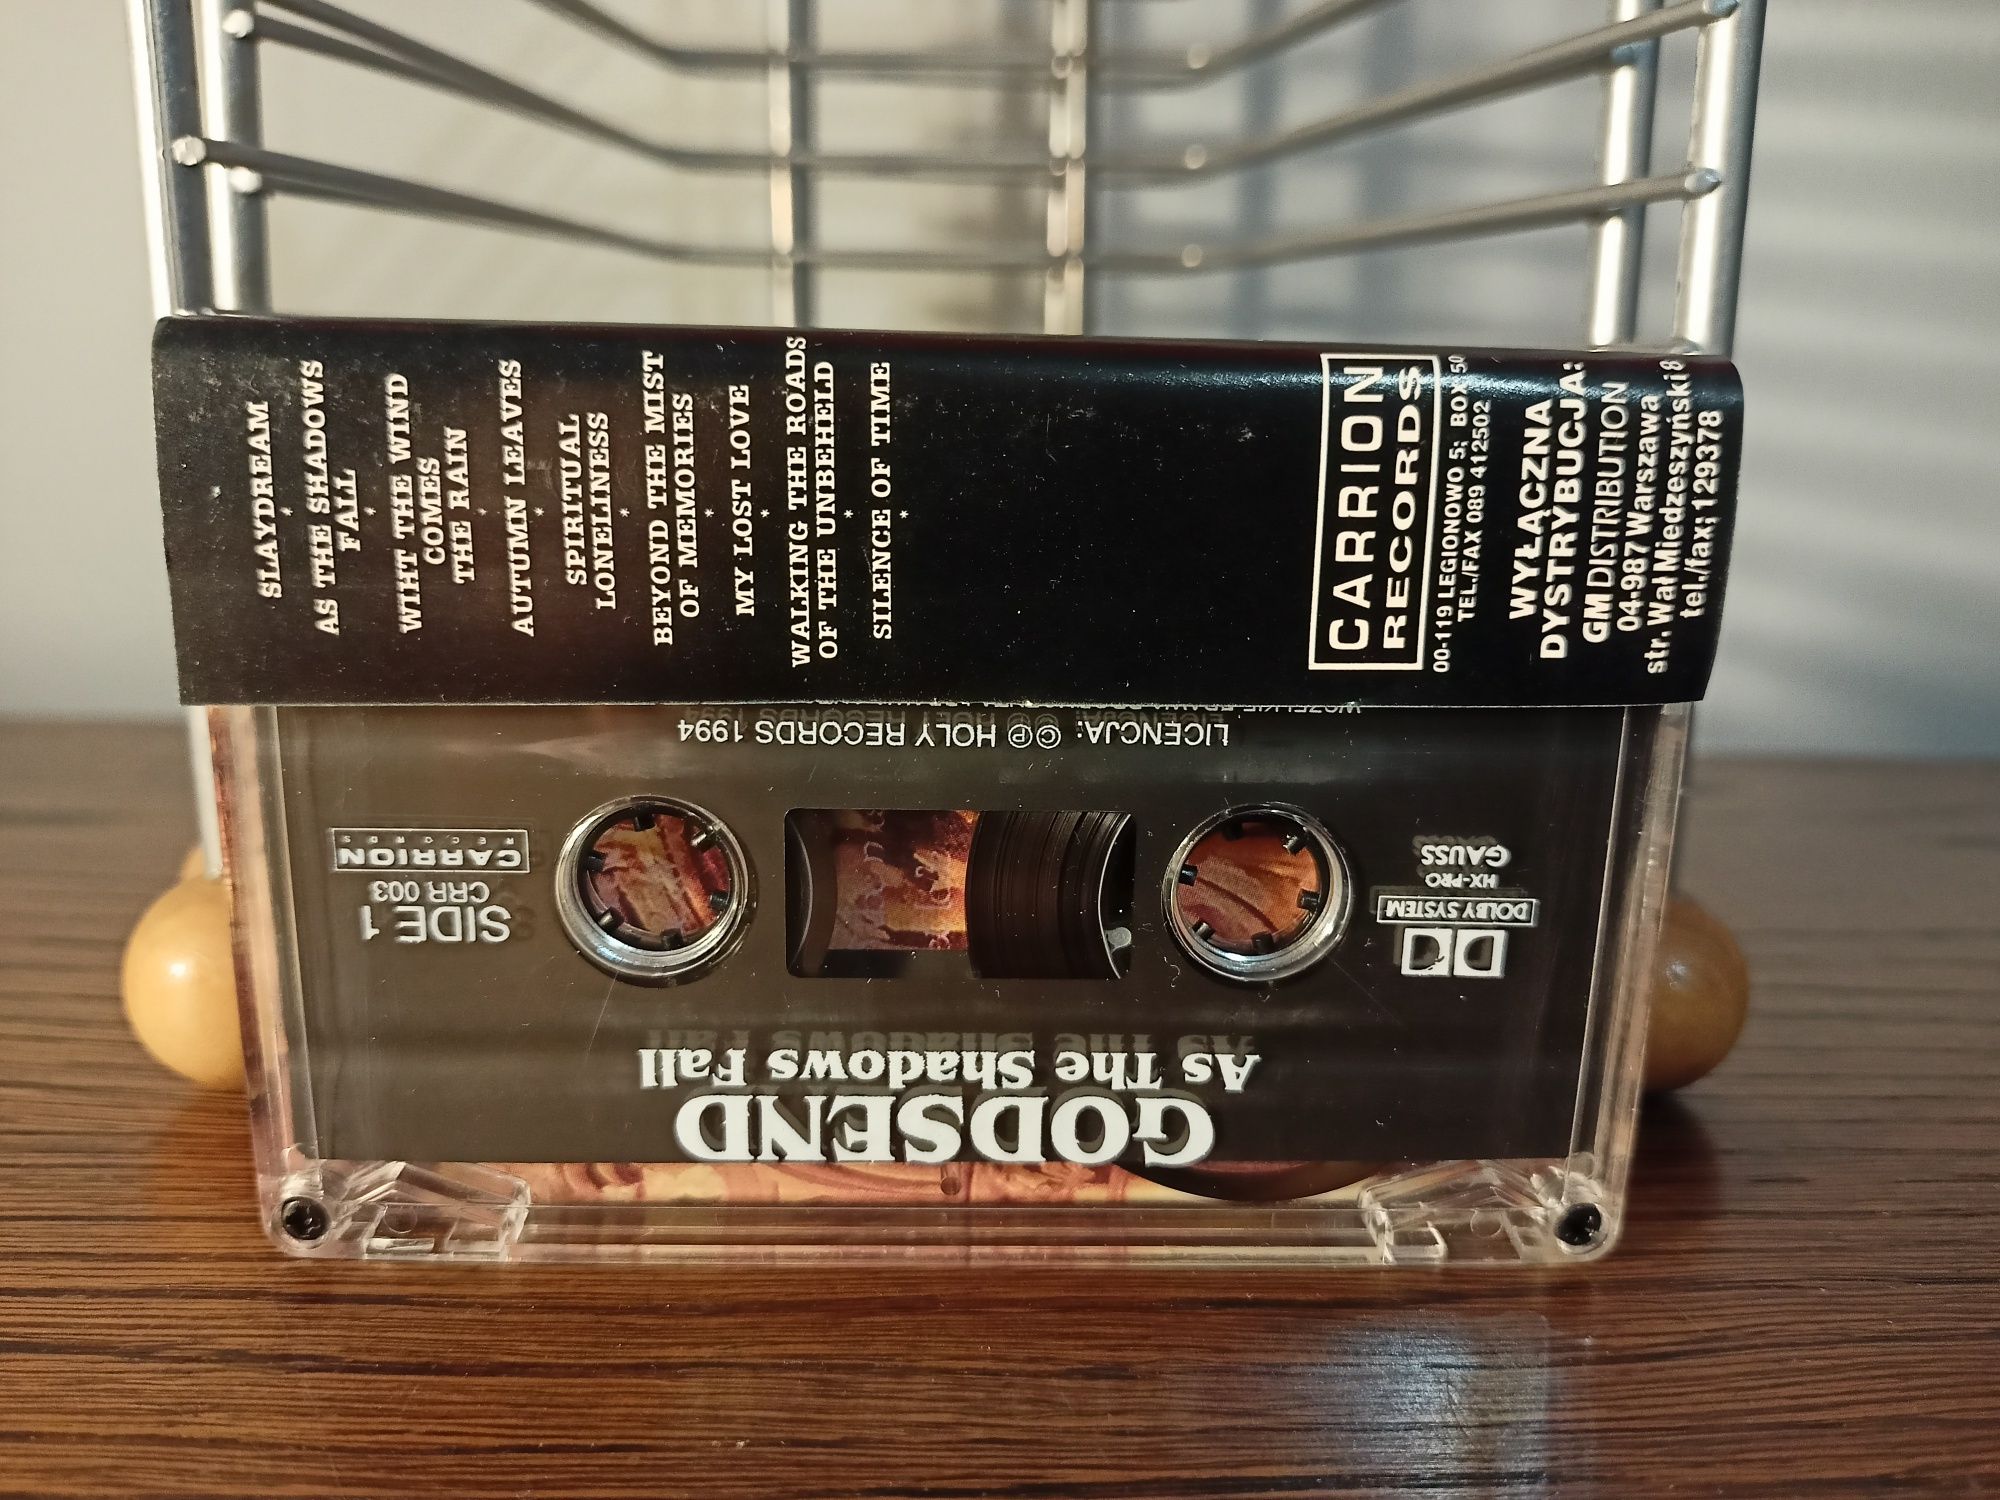 SLAYDREAM
*
AS THE SHADOWS
FALL
*
WIHT THE WIND
COMES
THE RAIN
*
AUTUMN LEAVES
*
SPIRITUAL
LONELINESS
*
BEYOND THE MIST
OF MEMORIES
*
MY LOST LOVE
*
WALKING THE ROADS
OF THE UNBEHELD
*
SILENCE OF TIME
*
CARRION
RECORDS
00-119 LEGIONOWO 5; BOX 50
TEL./FAX 089 412502
WYŁĄCZNA
DYSTRYBUCJA:
GM DISTRIBUTION
04-987 Warszawa
str. Wał Miedzeszyński 8
tel./fax; 129378
GODSEND
As The Shadows Fall
SIDE 1
CRR 003
CARRION
RECORDS
DOLBY SYSTEM
HX-PRO
GAUSS
LICENCJA: ©℗ HOLY RECORDS 1994